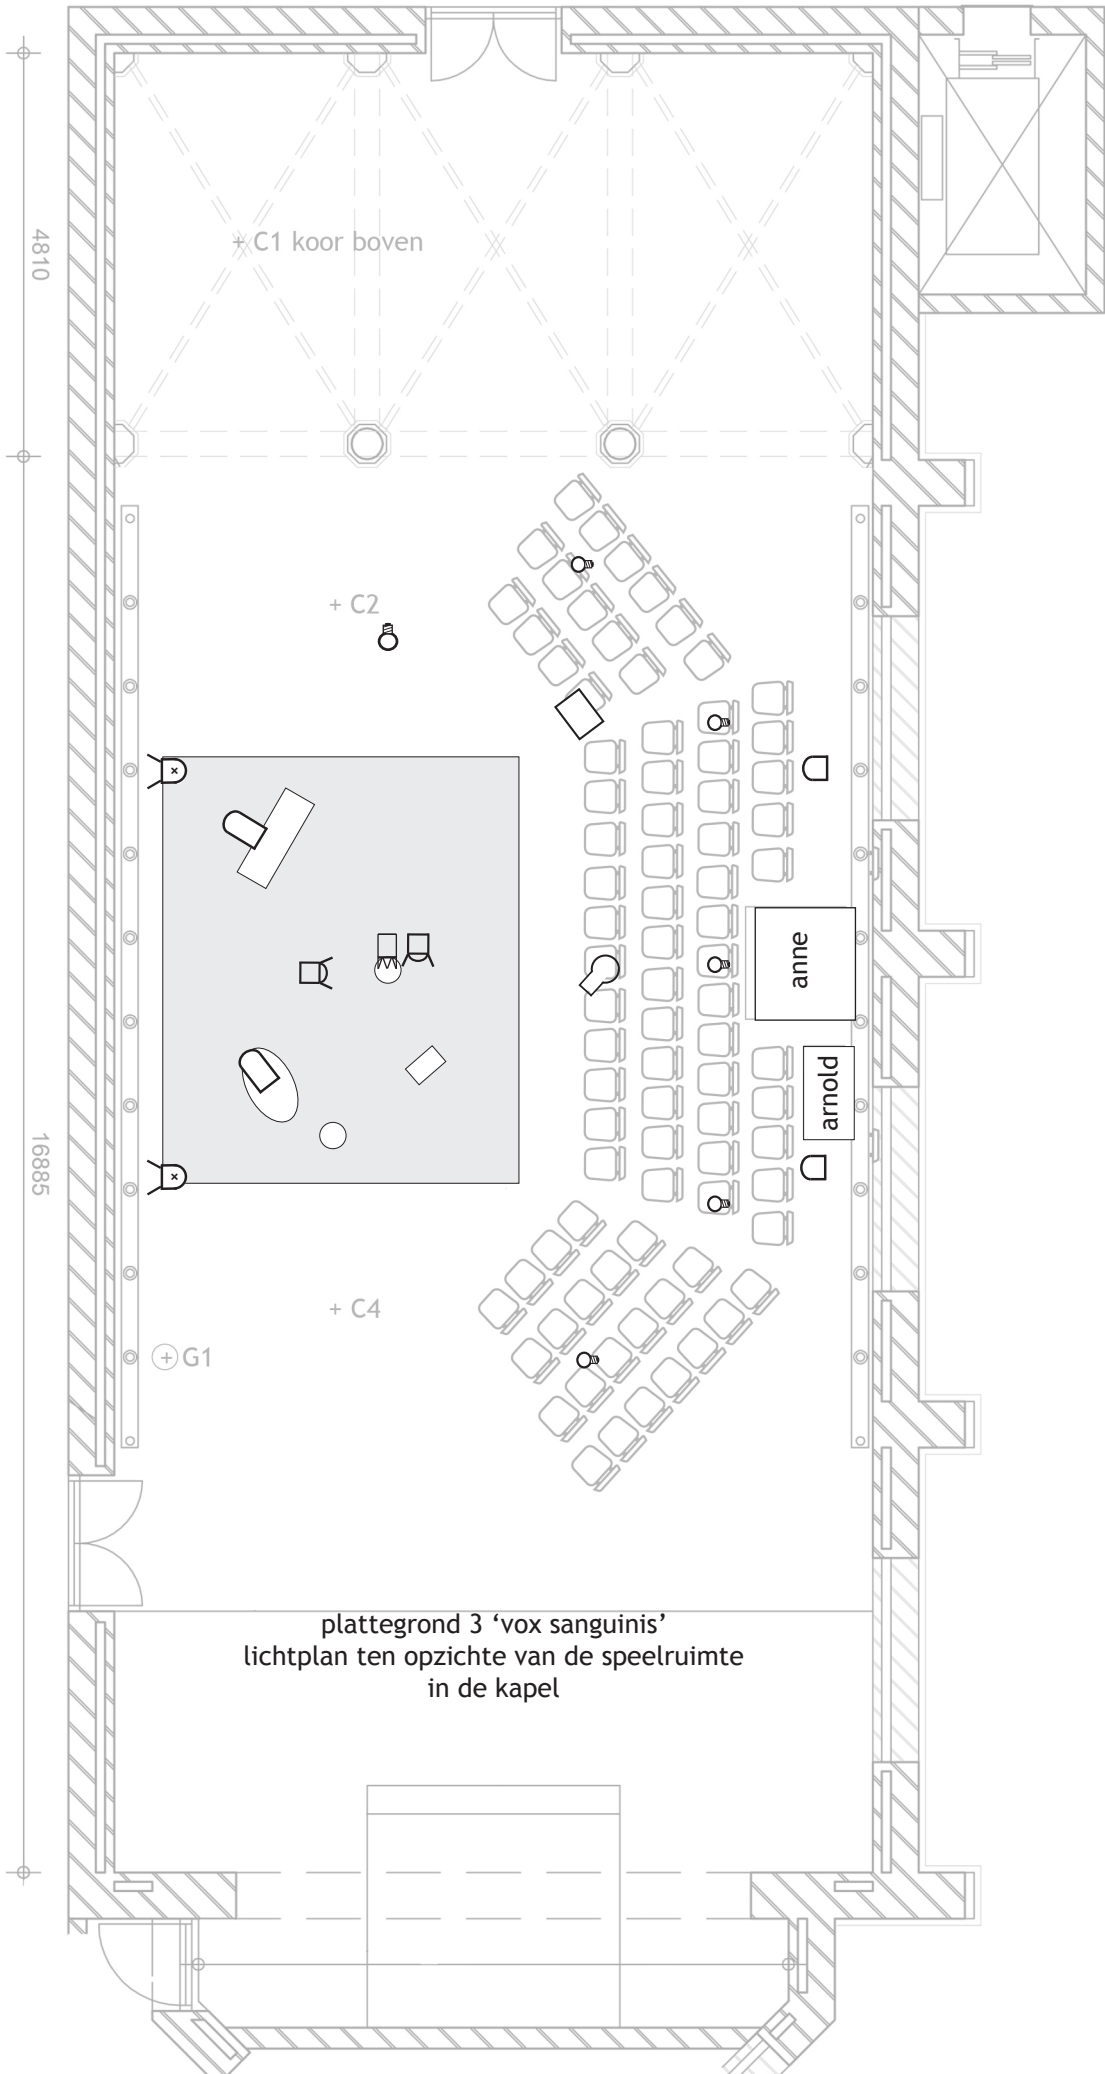 4810
+ C1 koor boven
+ C2
anne
arnold
16885
+ C4
G1
plattegrond 3 ‘vox sanguinis’
lichtplan ten opzichte van de speelruimte
in de kapel